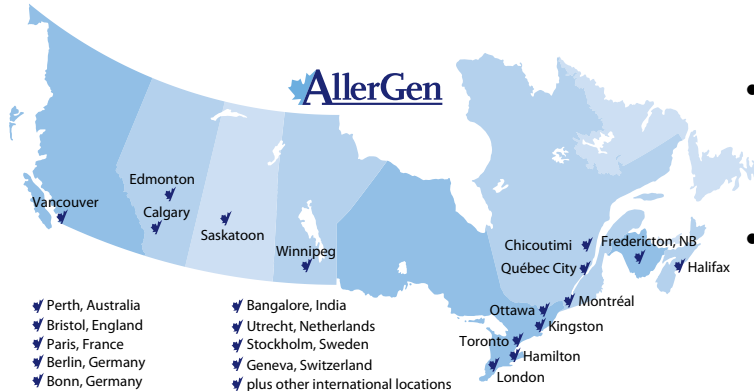 AllerGen
Edmonton
Vancouver
Calgary
Saskatoon
Winnipeg
Chicoutimi
Fredericton, NB
Québec City
Halifax
Montréal
Ottawa
Kingston
Toronto
Hamilton
London
Perth, Australia
Bristol, England
Paris, France
Berlin, Germany
Bonn, Germany
Bangalore, India
Utrecht, Netherlands
Stockholm, Sweden
Geneva, Switzerland
plus other international locations